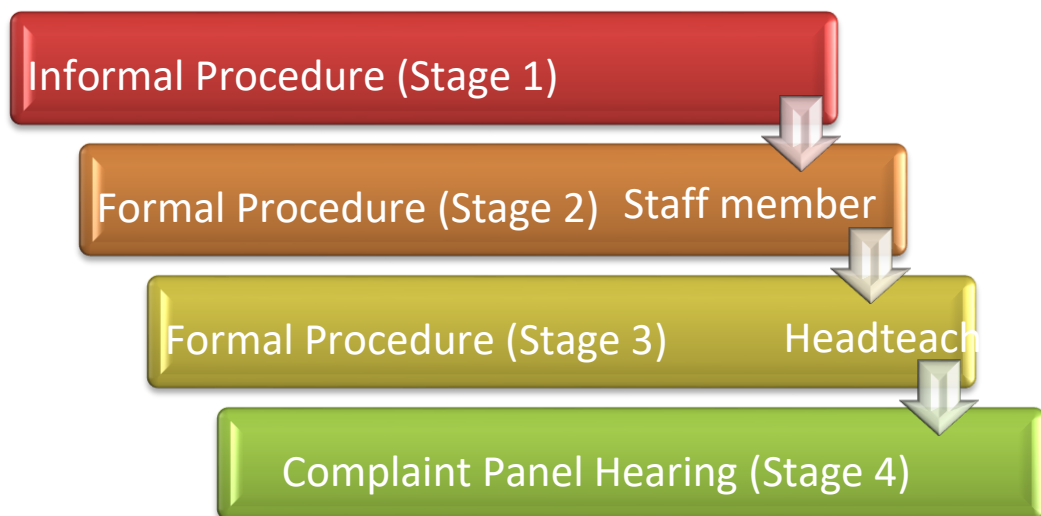 Informal Procedure (Stage 1)
Formal Procedure (Stage 2) Staff member
Formal Procedure (Stage 3) Headteach
Complaint Panel Hearing (Stage 4)